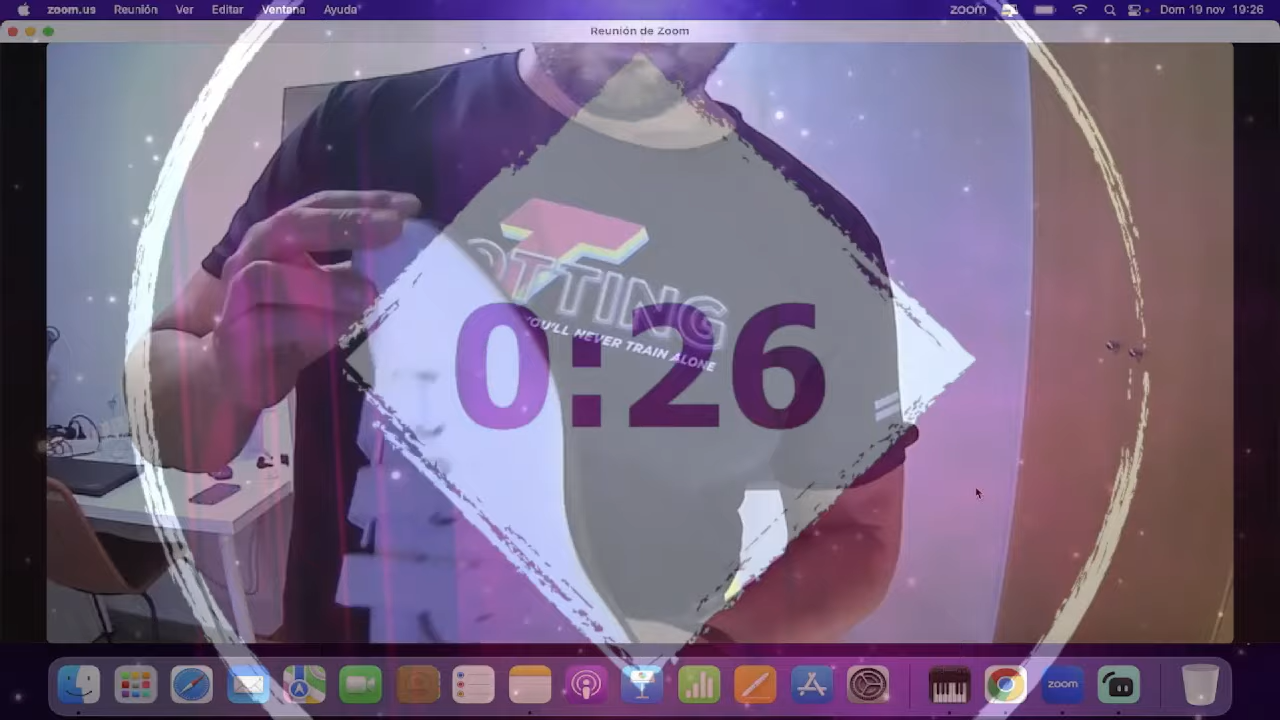 zoom.us Reunión Ver Editar Ventana Ayuda zoom Dom 19 nov 19:26
Reunión de Zoom
OTTING
YOU'LL NEVER TRAIN ALONE
0:26
zoom